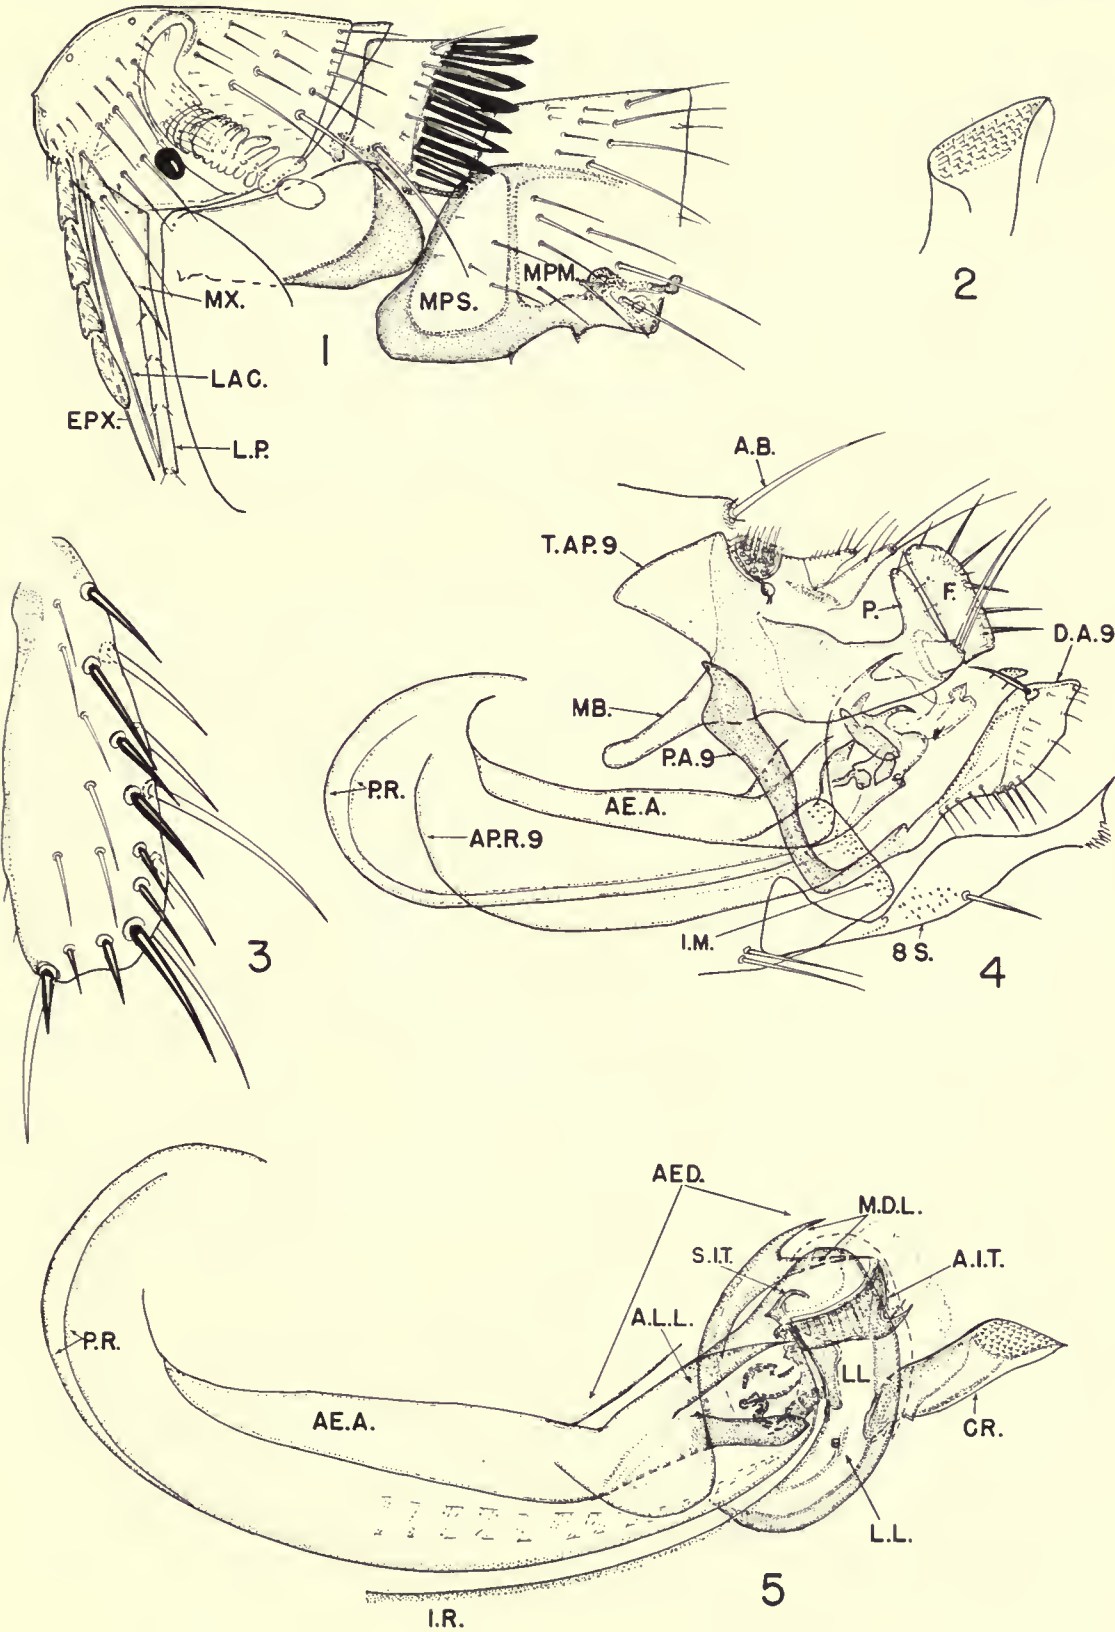 2
MX.
MPS.
MPM.
1
LAC.
EPX.
L.P.
A.B.
T.AP.9
P.
F.
D.A.9
MB.
P.A.9
P.R.
AE.A.
AP.R.9
3
I.M.
8 S.
4
AED.
M.D.L.
S.I.T.
A.I.T.
A.L.L.
P.R.
LL
AE.A.
CR.
L.L.
5
I.R.